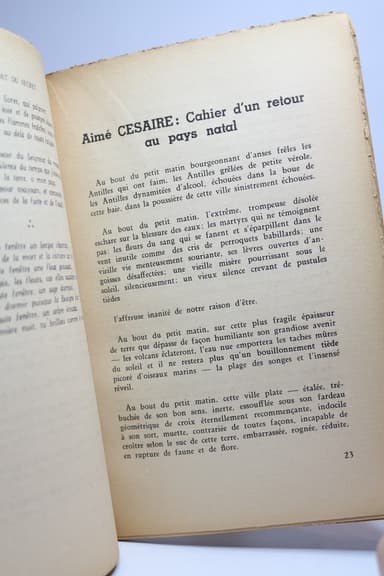 Aimé CESAIRE: Cahier d'un retour
au pays natal
Au bout du petit matin bourgeonnant d'anses frêles les
Antilles qui ont faim, les Antilles grêlées de petite vérole,
les Antilles dynamitées d'alcool, échouées dans la boue de
cette baie, dans la poussière de cette ville sinistrement échouées.
Au bout du petit matin, l'extrême, trompeuse désolée
eschare sur la blessure des eaux; les martyrs qui ne témoignent
pas; les fleurs du sang qui se fanent et s'éparpillent dans le
vent inutile comme des cris de perroquets babillards; une
vieille vie menteusement souriante, ses lèvres ouvertes d'an-
goisses désaffectées; une vieille misère pourrissant sous le
soleil, silencieusement; un vieux silence crevant de pustules
tièdes
l'affreuse inanité de notre raison d'être.
Au bout du petit matin, sur cette plus fragile épaisseur
de terre que dépasse de façon humiliante son grandiose avenir
— les volcans éclateront, l'eau nue emportera les taches mûres
du soleil et il ne restera plus qu'un bouillonnement tiède
picoré d'oiseaux marins — la plage des songes et l'insensé
réveil.
Au bout du petit matin, cette ville plate — étalée, tré-
buchée de son bon sens, inerte, essoufflée sous son fardeau
géométrique de croix éternellement recommençante, indocile
à son sort, muette, contrariée de toutes façons, incapable de
croître selon le suc de cette terre, embarrassée, rognée, réduite,
en rupture de faune et de flore.
23